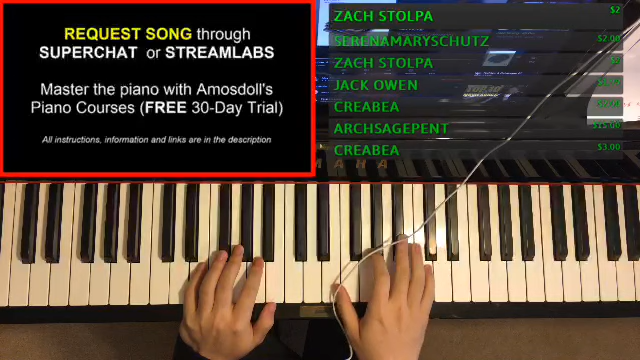 REQUEST SONG through
SUPERCHAT or STREAMLABS
Master the piano with Amosdoll's
Piano Courses (FREE 30-Day Trial)
All instructions, information and links are in the description
ZACH STOLPA $2
SERENAMARYSCHUTZ $2.00
ZACH STOLPA
JACK OWEN
CREABEA
ARCHSAGEPENT $15.00
CREABEA $3.00